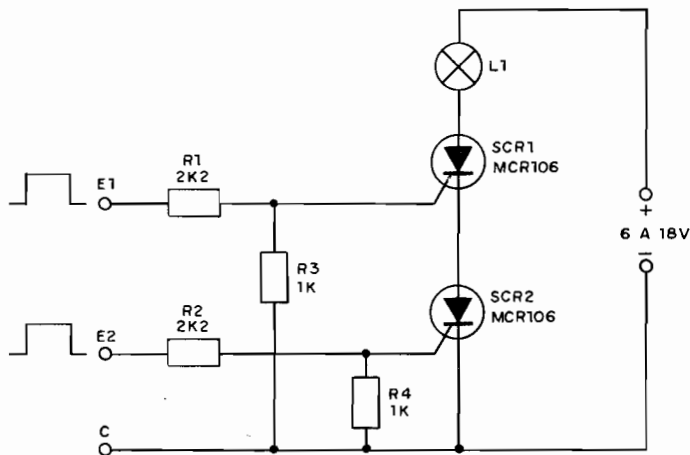 L1
SCR1
MCR106
E1
R1
2K2
+
6 A 18V
–
R3
1K
SCR2
MCR106
E2
R2
2K2
R4
1K
C